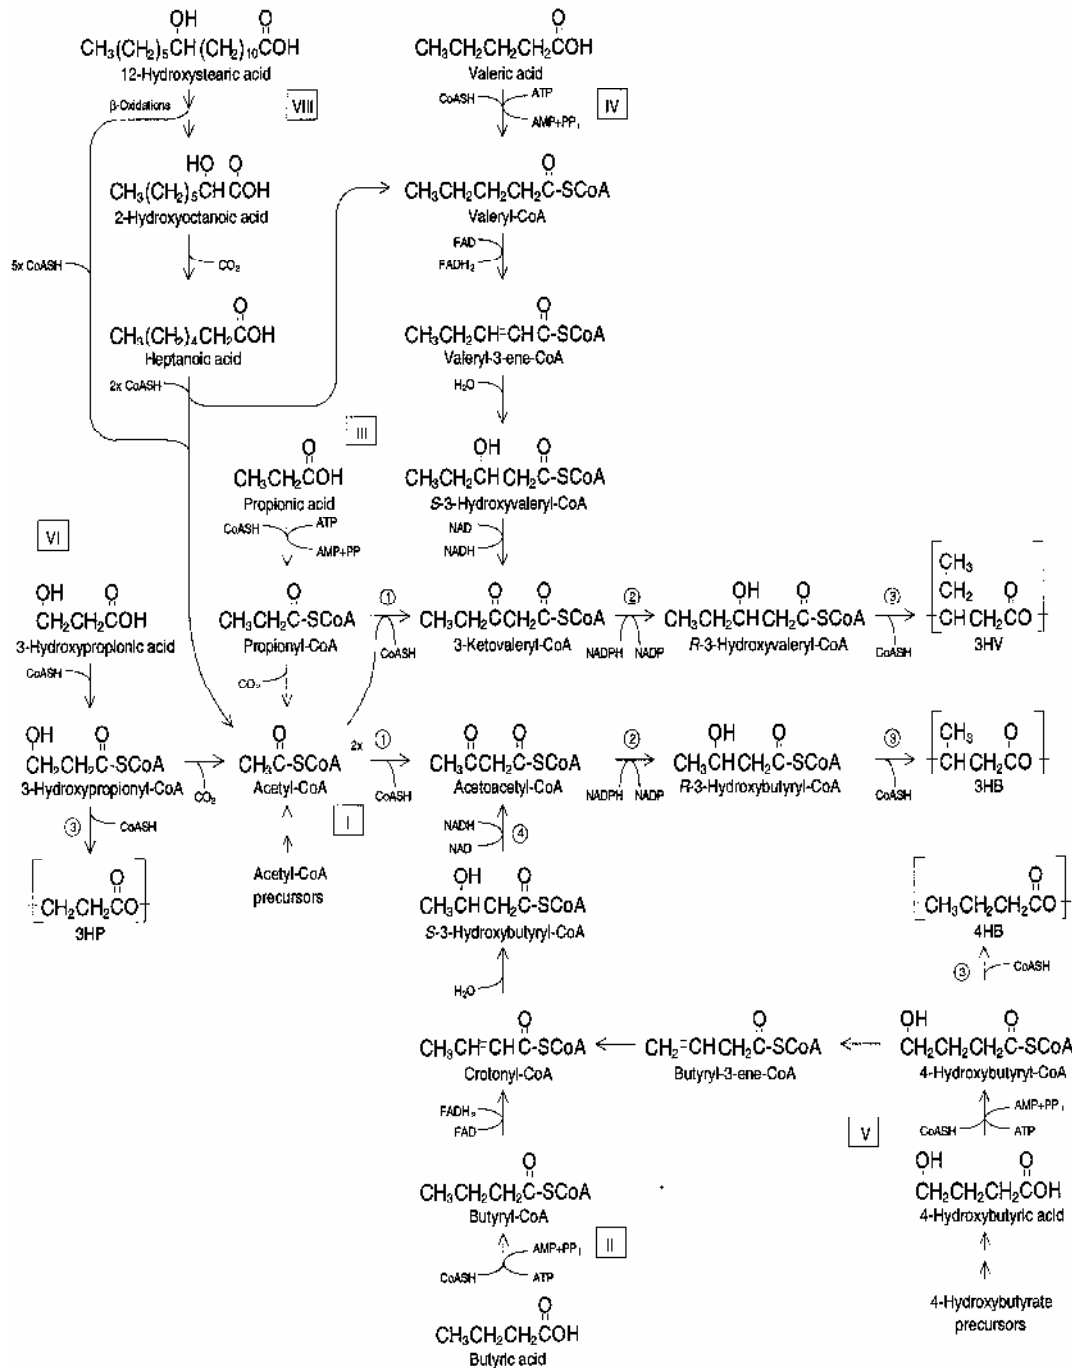 OH O
CH₃(CH₂)₅CH(CH₂)₁₀COH
12-Hydroxystearic acid
β-Oxidations
VIII
HO O
CH₃(CH₂)₅CHCOH
2-Hydroxyoctanoic acid
5x CoASH
CO₂
O
CH₃(CH₂)₄CH₂COH
Heptanoic acid
2x CoASH
O
CH₃CH₂CH₂CH₂COH
Valeric acid
CoASH
ATP
AMP+PPᵢ
IV
O
CH₃CH₂CH₂CH₂C-SCoA
Valeryl-CoA
FAD
FADH₂
O
CH₃CH₂CH=CHC-SCoA
Valeryl-3-ene-CoA
H₂O
OH O
CH₃CH₂CHCH₂C-SCoA
S-3-Hydroxyvaleryl-CoA
NAD
NADH
III
O
CH₃CH₂COH
Propionic acid
CoASH
ATP
AMP+PP
VI
OH O
CH₂CH₂COH
3-Hydroxypropionic acid
CoASH
O
CH₃CH₂C-SCoA
Propionyl-CoA
CO₂
①
CoASH
O O
CH₃CH₂CCH₂C-SCoA
3-Ketovaleryl-CoA
②
NADPH NADP
OH O
CH₃CH₂CHCH₂C-SCoA
R-3-Hydroxyvaleryl-CoA
③
CoASH
CH₃
CH₂ O
CHCH₂CO
3HV
OH O
CH₂CH₂C-SCoA
3-Hydroxypropionyl-CoA
CO₂
O
CH₃C-SCoA
Acetyl-CoA
2x
①
CoASH
O O
CH₃CCH₂C-SCoA
Acetoacetyl-CoA
②
NADPH NADP
OH O
CH₃CHCH₂C-SCoA
R-3-Hydroxybutyryl-CoA
③
CoASH
CH₃ O
CHCH₂CO
3HB
③
CoASH
O
CH₂CH₂CO
3HP
I
Acetyl-CoA
precursors
NADH
NAD
④
OH O
CH₃CHCH₂C-SCoA
S-3-Hydroxybutyryl-CoA
H₂O
O
CH₂CH₂CH₂CO
4HB
③
CoASH
O
CH₃CH=CHC-SCoA
Crotonyl-CoA
O
CH₂=CHCH₂C-SCoA
Butyryl-3-ene-CoA
OH O
CH₂CH₂CH₂C-SCoA
4-Hydroxybutyryl-CoA
FADH₂
FAD
V
CoASH
AMP+PPᵢ
ATP
O
CH₃CH₂CH₂C-SCoA
Butyryl-CoA
OH O
CH₂CH₂CH₂COH
4-Hydroxybutyric acid
II
CoASH
AMP+PPᵢ
ATP
O
CH₃CH₂CH₂COH
Butyric acid
4-Hydroxybutyrate
precursors